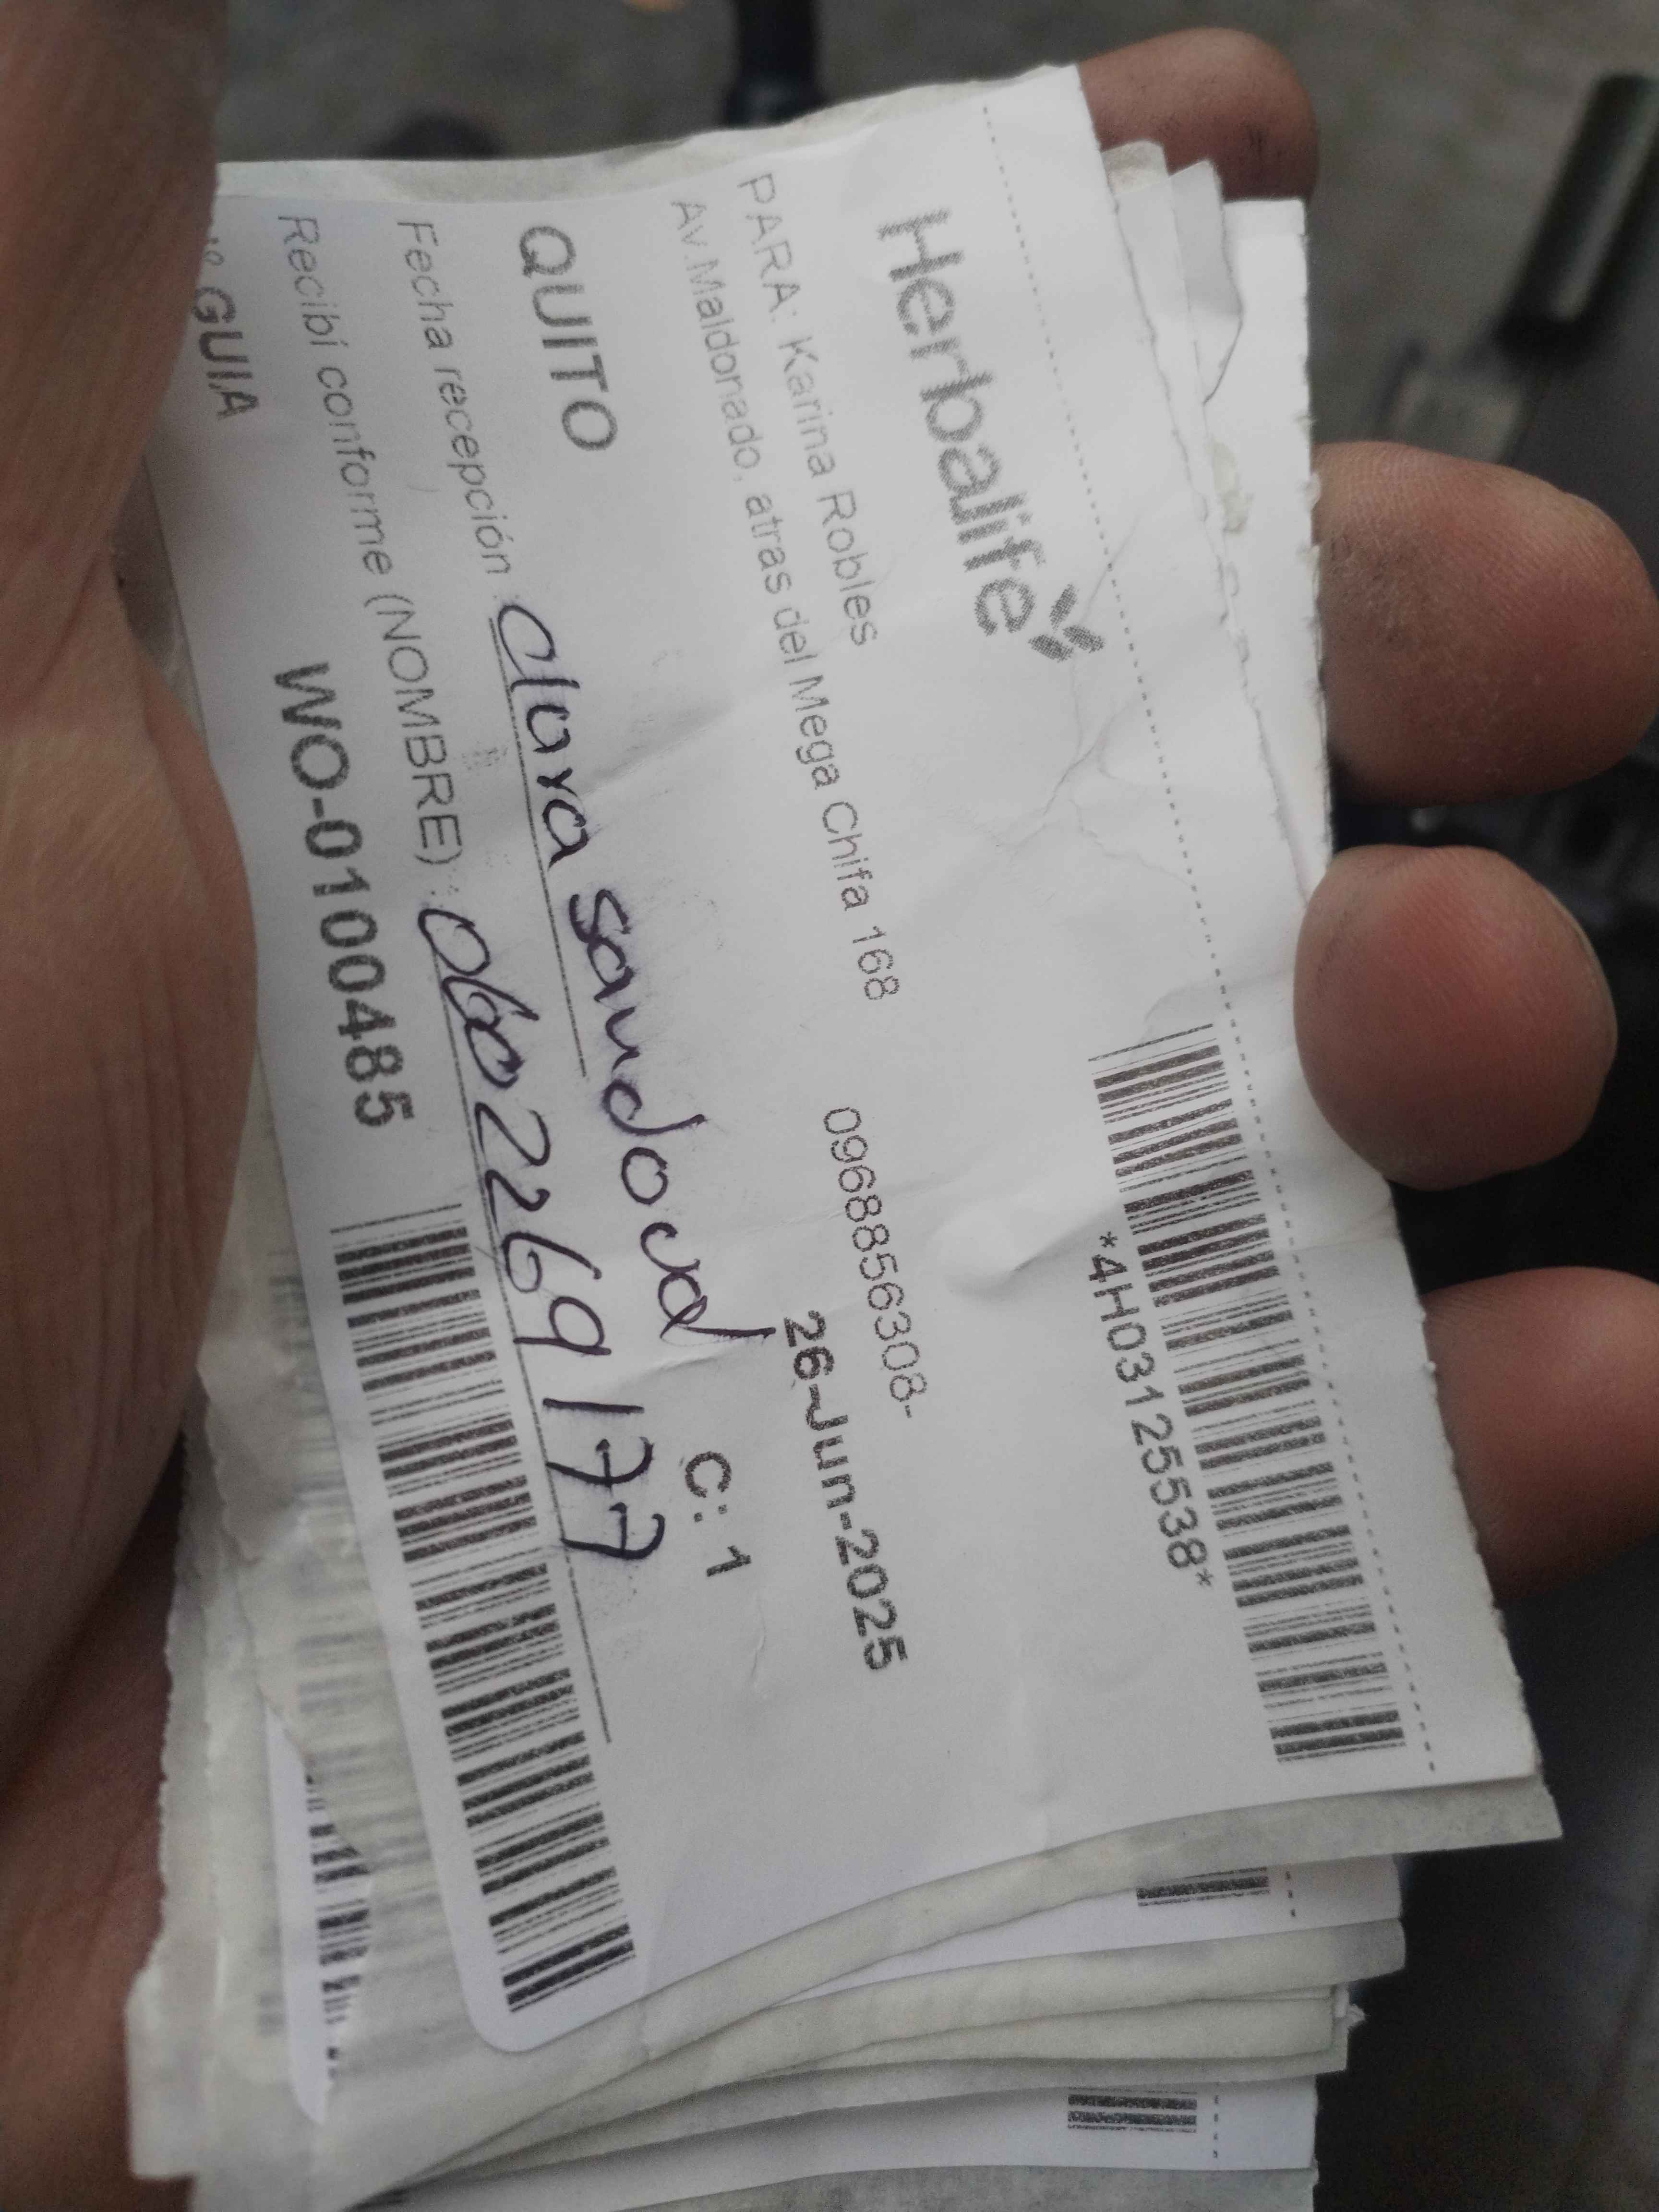 Herbalife
*4H03125538*
PARA: Karina Robles
Av.Maldonado, atras del Mega Chifa 168
0968856308-
26-Jun-2025
QUITO
C: 1
Fecha recepción
Clara Sandoval
Recibí conforme (NOMBRE):
0602269177
GUIA
WO-0100485